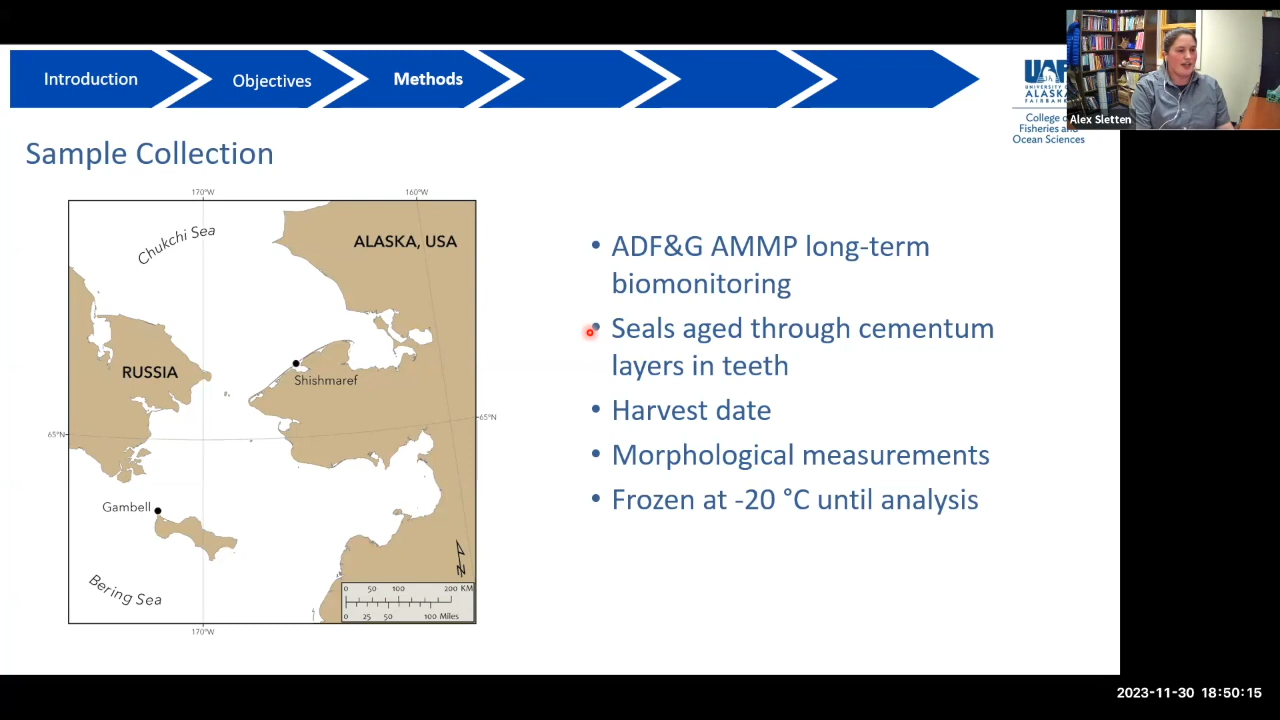 Introduction
Objectives
Methods
UAF
UNIVERSITY OF
ALASKA
College of
Fisheries and
Ocean Sciences
Alex Sletten
Sample Collection
170°W
160°W
Chukchi Sea
ALASKA, USA
RUSSIA
Shishmaref
65°N
65°N
Gambell
Bering Sea
N
0 50 100 200 KM
0 25 50 100 Miles
170°W
• ADF&G AMMP long-term
biomonitoring
• Seals aged through cementum
layers in teeth
• Harvest date
• Morphological measurements
• Frozen at -20 °C until analysis
2023-11-30 18:50:15